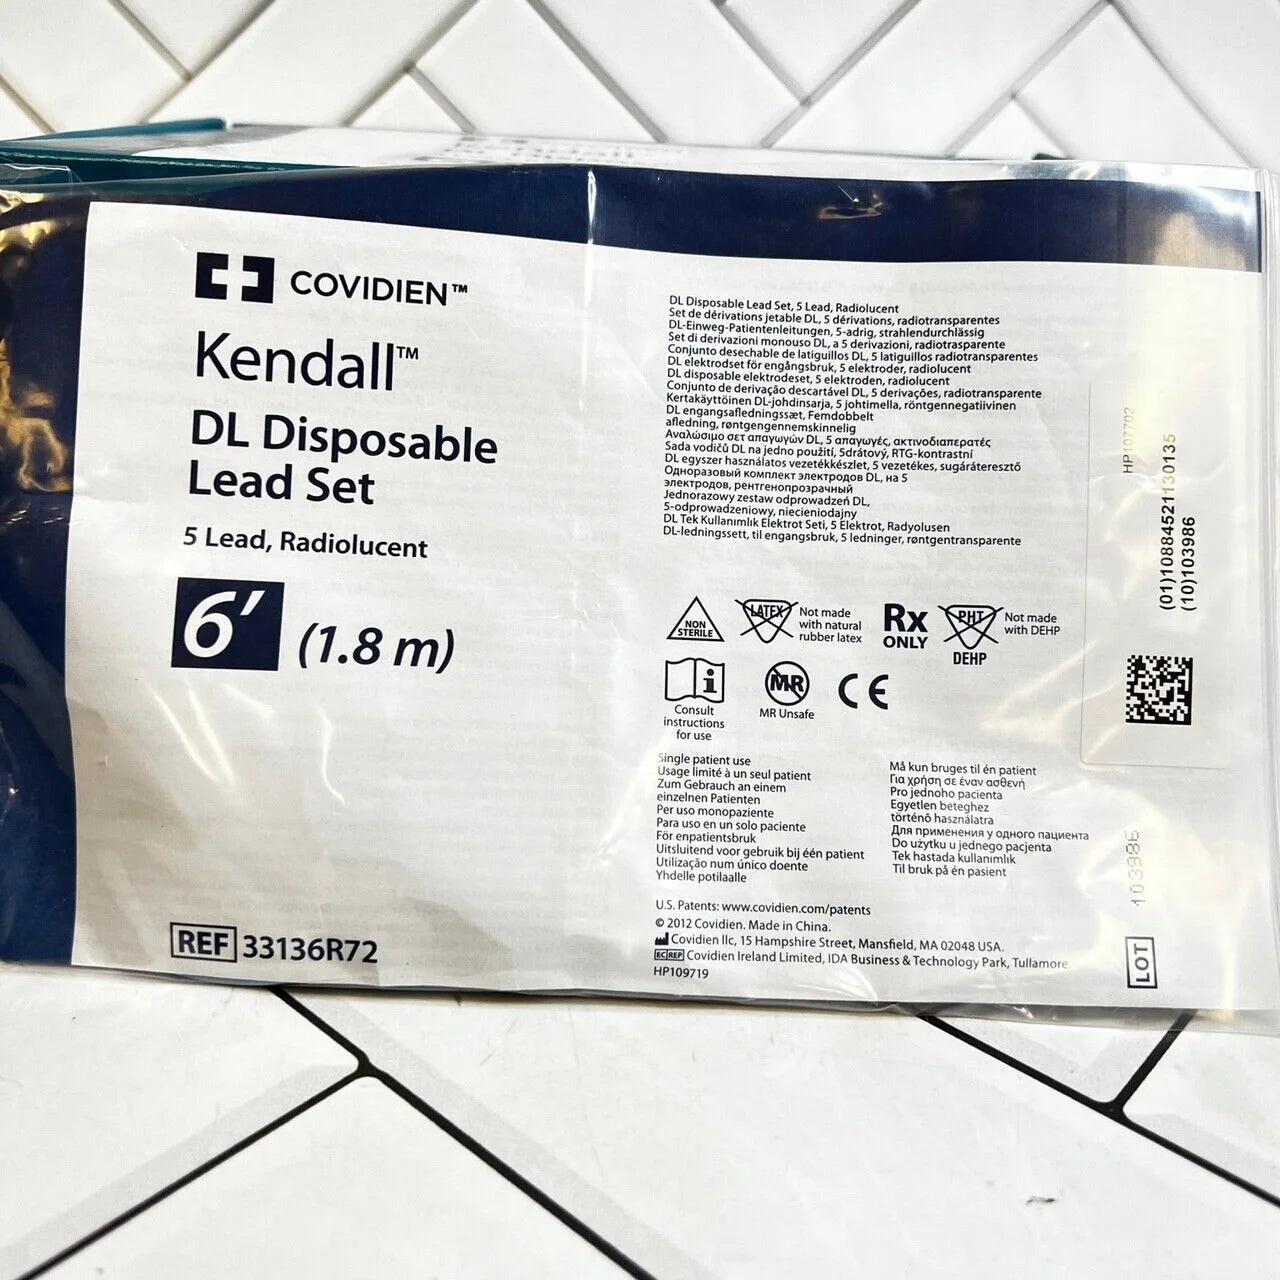 COVIDIEN™
Kendall™
DL Disposable
Lead Set
5 Lead, Radiolucent
6′ (1.8 m)
REF 33136R72
DL Disposable Lead Set, 5 Lead, Radiolucent
Set de dérivations jetable DL, 5 dérivations, radiotransparentes
DL-Einweg-Patientenleitungen, 5-adrig, strahlendurchlässig
Set di derivazioni monouso DL, a 5 derivazioni, radiotrasparente
Conjunto desechable de latiguillos DL, 5 latiguillos radiotransparentes
DL elektrodset för engångsbruk, 5 elektroder, radiolucent
DL disposable elektrodeset, 5 elektroden, radiolucent
Conjunto de derivação descartável DL, 5 derivações, radiotransparente
Kertakäyttöinen DL-johdinsarja, 5 johtimella, röntgennegatiivinen
DL engangsafledningssæt, Femdobbelt
afledning, røntgengennemskinnelig
Αναλώσιμο σετ απαγωγών DL, 5 απαγωγές, ακτινοδιαπερατές
Sada vodičů DL na jedno použití, 5drátový, RTG-kontrastní
DL egyszer használatos vezetékkészlet, 5 vezetékes, sugáráteresztő
Одноразовый комплект электродов DL, на 5
электродов, рентгенопрозрачный
Jednorazowy zestaw odprowadzeń DL,
5-odprowadzeniowy, niecieniodajny
DL Tek Kullanımlık Elektrot Seti, 5 Elektrot, Radyolusen
DL-ledningssett, til engangsbruk, 5 ledninger, røntgentransparente
NON
STERILE
LATEX
Not made
with natural
rubber latex
Rx
ONLY
PHT
DEHP
Not made
with DEHP
Consult
instructions
for use
MR
MR Unsafe
CE
Single patient use
Usage limité à un seul patient
Zum Gebrauch an einem
einzelnen Patienten
Per uso monopaziente
Para uso en un solo paciente
För enpatientsbruk
Uitsluitend voor gebruik bij één patient
Utilização num único doente
Yhdelle potilaalle
Må kun bruges til én patient
Για χρήση σε έναν ασθενή
Pro jednoho pacienta
Egyetlen beteghez
történő használatra
Для применения у одного пациента
Do użytku u jednego pacjenta
Tek hastada kullanımlık
Til bruk på én pasient
U.S. Patents: www.covidien.com/patents
© 2012 Covidien. Made in China.
Covidien llc, 15 Hampshire Street, Mansfield, MA 02048 USA.
EC REP Covidien Ireland Limited, IDA Business & Technology Park, Tullamore
HP109719
HP107702
(01)10884521130135
(10)103986
103986
LOT